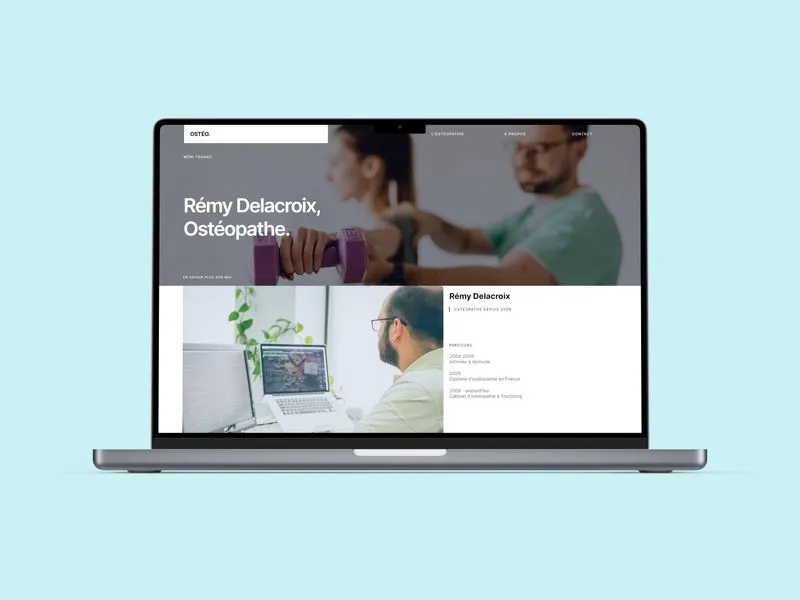 OSTÉO.
L'OSTÉOPATHIE
À PROPOS
CONTACT
MON TRAVAIL
Rémy Delacroix,
Ostéopathe.
EN SAVOIR PLUS SUR MOI
Rémy Delacroix
OSTÉOPATHE DEPUIS 2009
PARCOURS
2004-2009
Infirmier à domicile
2009
Diplôme d'ostéopathie en France
2009 - aujourd'hui
Cabinet d'ostéopathie à Tourcoing